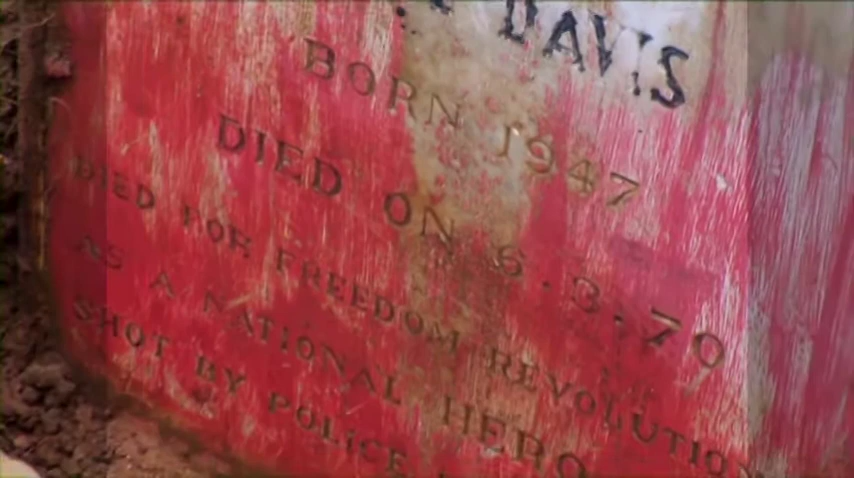 DAVIS
BORN 1947
DIED ON 6.3.70
DIED FOR FREEDOM REVOLUTION
AS A NATIONAL HERO
SHOT BY POLICE